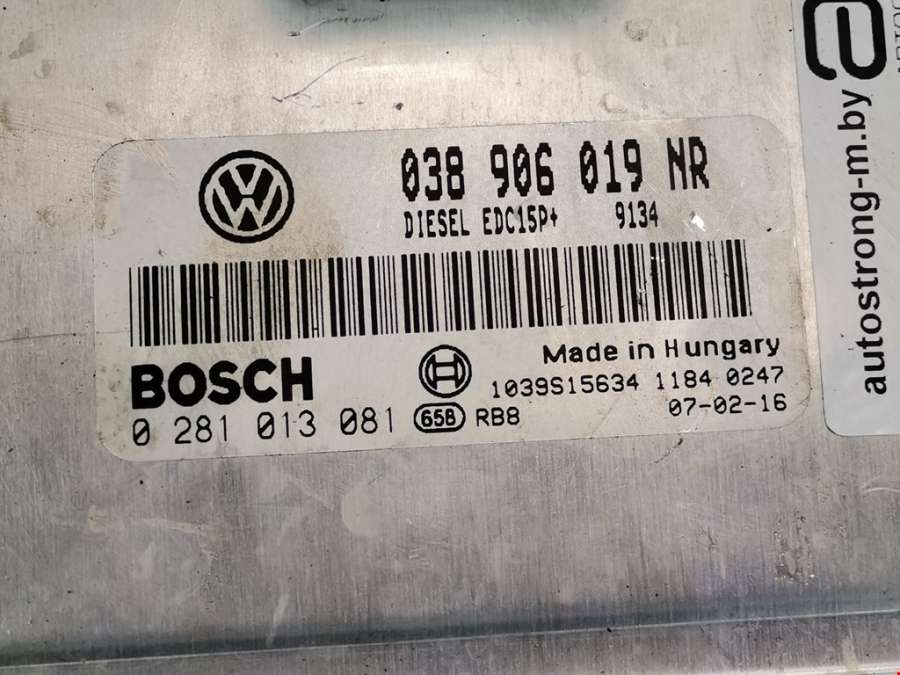 038 906 019 NR
DIESEL EDC15P+ 9134
BOSCH
Made in Hungary
1039S15634 1184 0247
0 281 013 081 65B RB8
07-02-16
autostrong-m.by